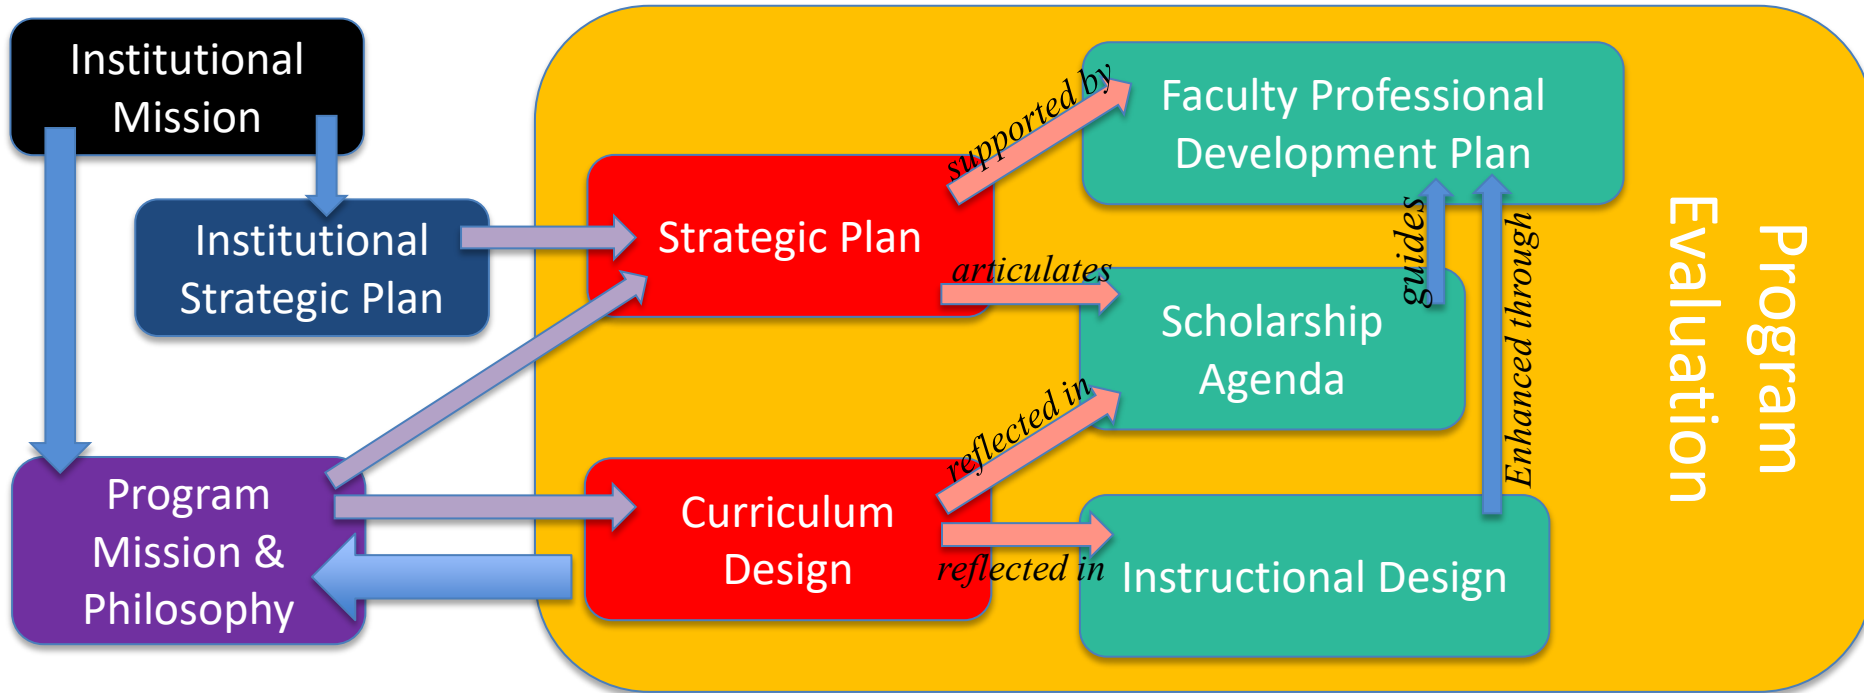 Institutional
Mission
Institutional
Strategic Plan
Program
Mission &
Philosophy
Strategic Plan
Curriculum
Design
supported by
articulates
reflected in
reflected in
Faculty Professional
Development Plan
guides
Enhanced through
Scholarship
Agenda
Instructional Design
Program
Evaluation